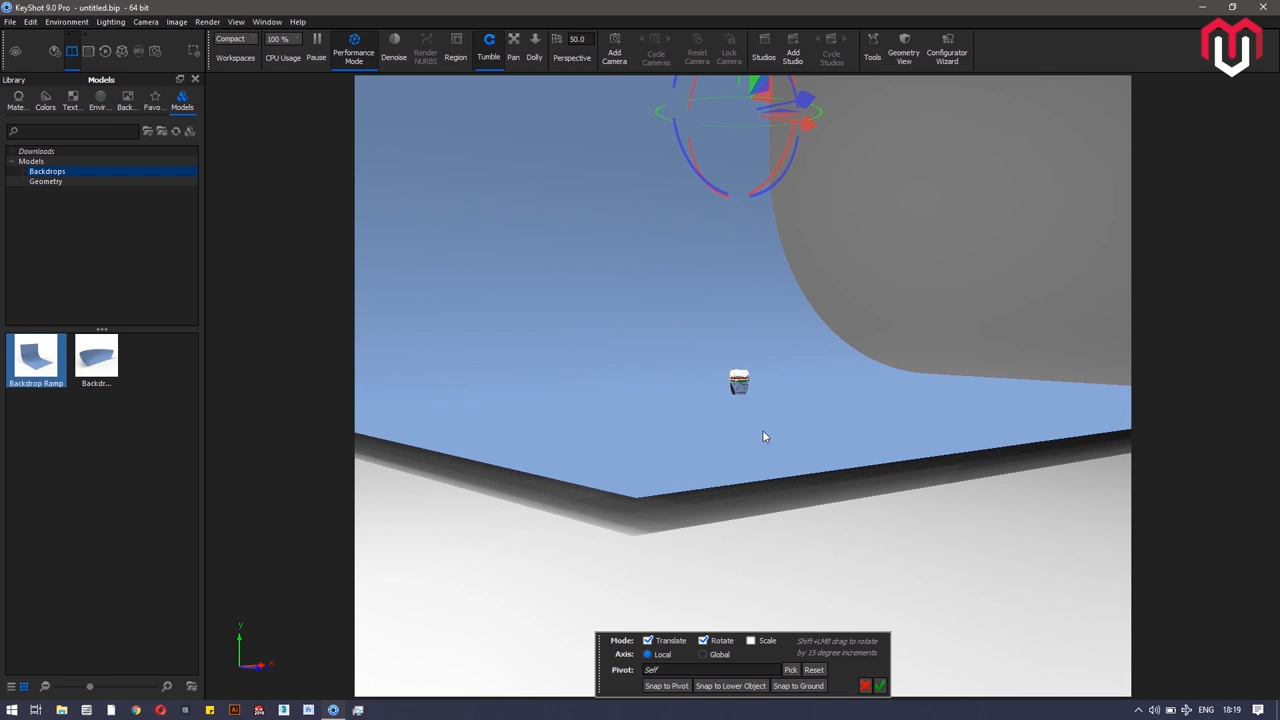 KeyShot 9.0 Pro - untitled.bip - 64 bit
File Edit Environment Lighting Camera Image Render View Window Help
Compact 100 % 50.0
Workspaces CPU Usage Pause Performance Mode Denoise Render NURBS Region Tumble Pan Dolly Perspective Add Camera Cycle Cameras Reset Camera Lock Camera Studios Add Studio Cycle Studios Tools Geometry View Configurator Wizard
Library Models
Mate... Colors Text... Envir... Back... Favo... Models
Downloads
Models
Backdrops
Geometry
Backdrop Ramp Backdr...
y
x
Mode: Translate Rotate Scale Shift+LMB drag to rotate
by 15 degree increments
Axis: Local Global
Pivot: Self Pick Reset
Snap to Pivot Snap to Lower Object Snap to Ground
ENG 18:19